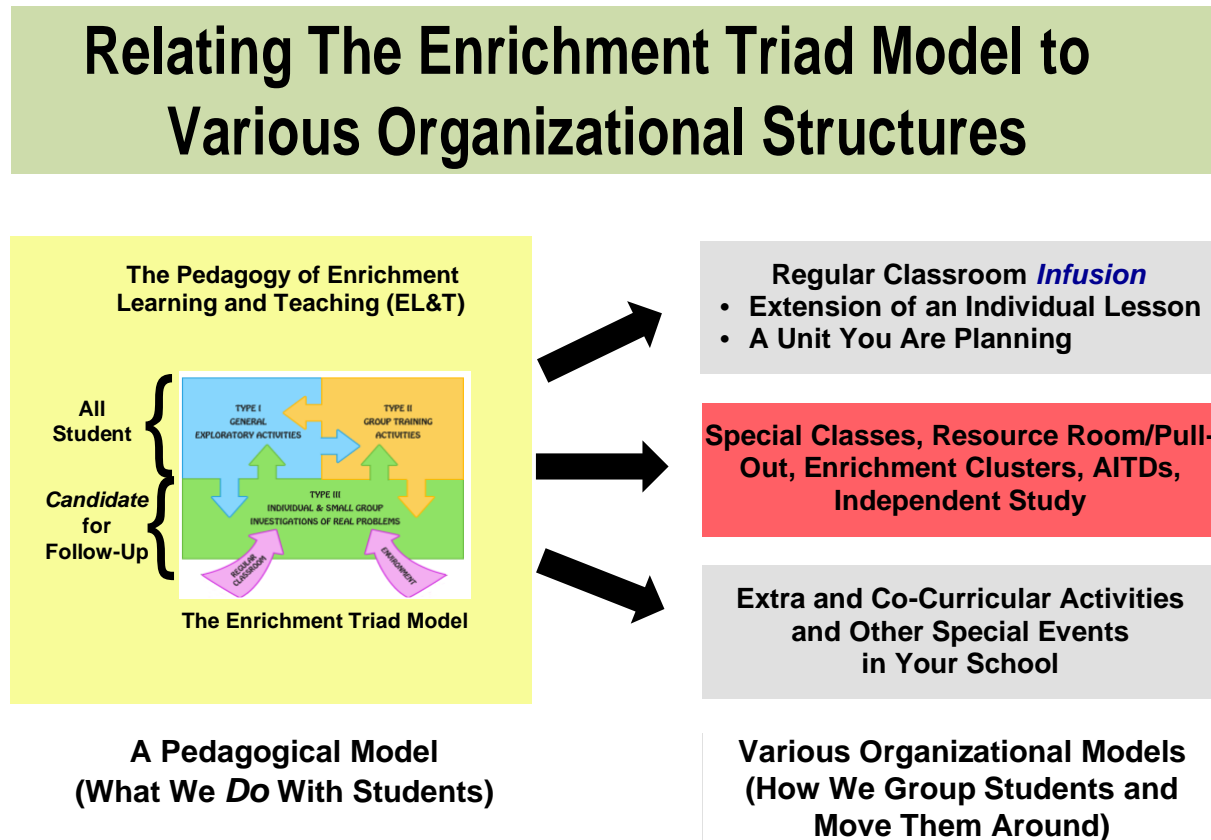 Relating The Enrichment Triad Model to
Various Organizational Structures
The Pedagogy of Enrichment
Learning and Teaching (EL&T)
All
Student
{
Candidate
for
Follow-Up
{
TYPE I
GENERAL
EXPLORATORY ACTIVITIES
TYPE II
GROUP TRAINING
ACTIVITIES
TYPE III
INDIVIDUAL & SMALL GROUP
INVESTIGATIONS OF REAL PROBLEMS
REGULAR
CLASSROOM
ENVIRONMENT
The Enrichment Triad Model
A Pedagogical Model
(What We Do With Students)
Regular Classroom Infusion
• Extension of an Individual Lesson
• A Unit You Are Planning
Special Classes, Resource Room/Pull-
Out, Enrichment Clusters, AITDs,
Independent Study
Extra and Co-Curricular Activities
and Other Special Events
in Your School
Various Organizational Models
(How We Group Students and
Move Them Around)